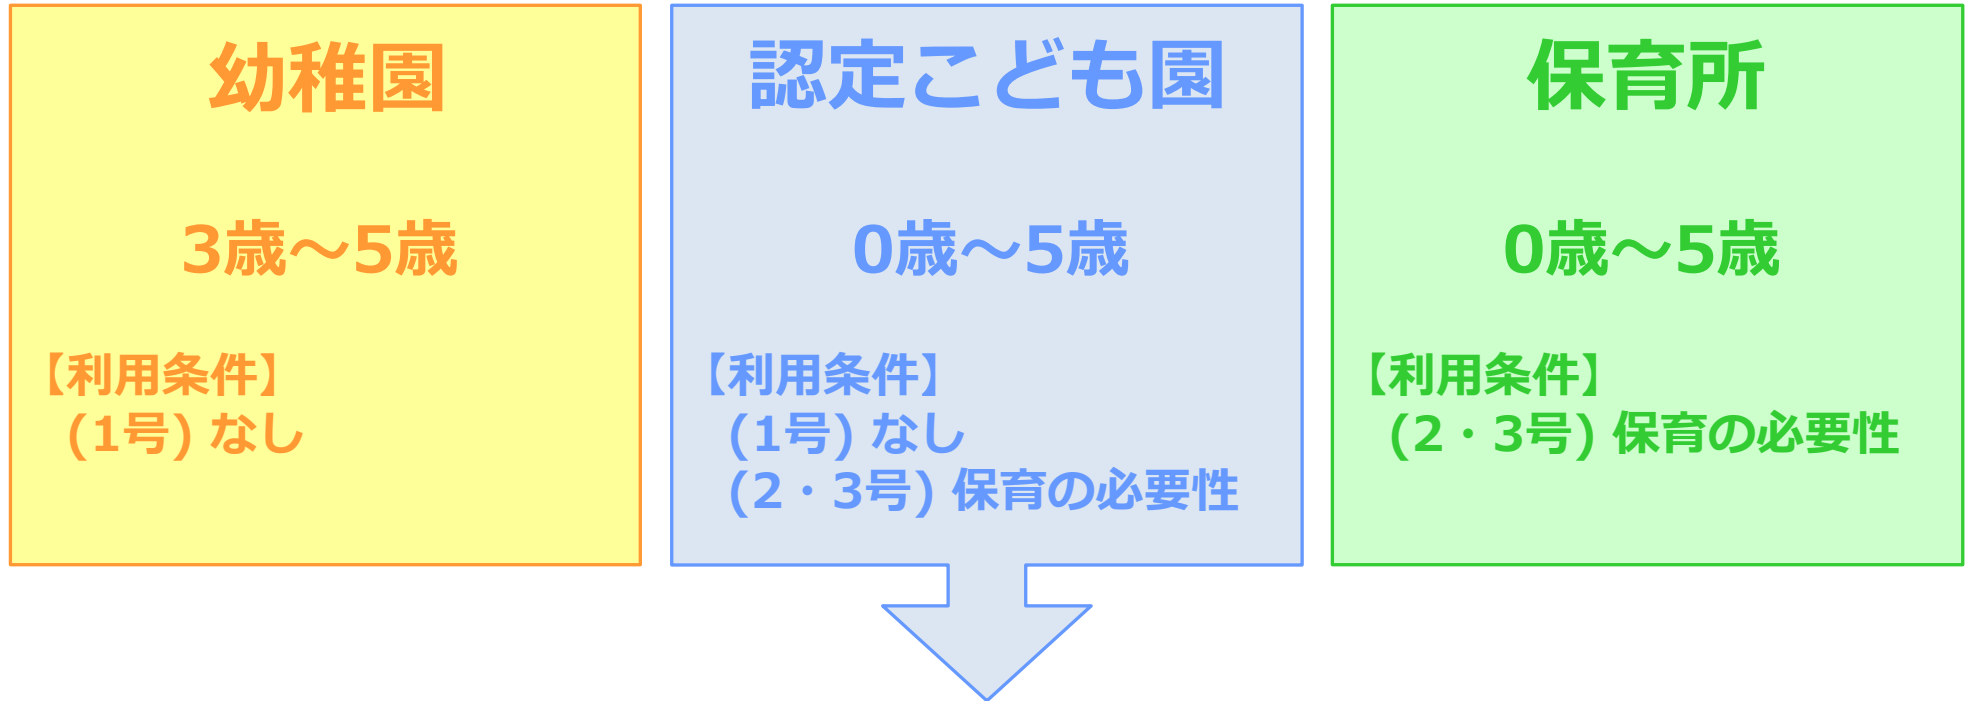 幼稚園
3歳～5歳
【利用条件】
(1号) なし
認定こども園
0歳～5歳
【利用条件】
(1号) なし
(2・3号) 保育の必要性
保育所
0歳～5歳
【利用条件】
(2・3号) 保育の必要性